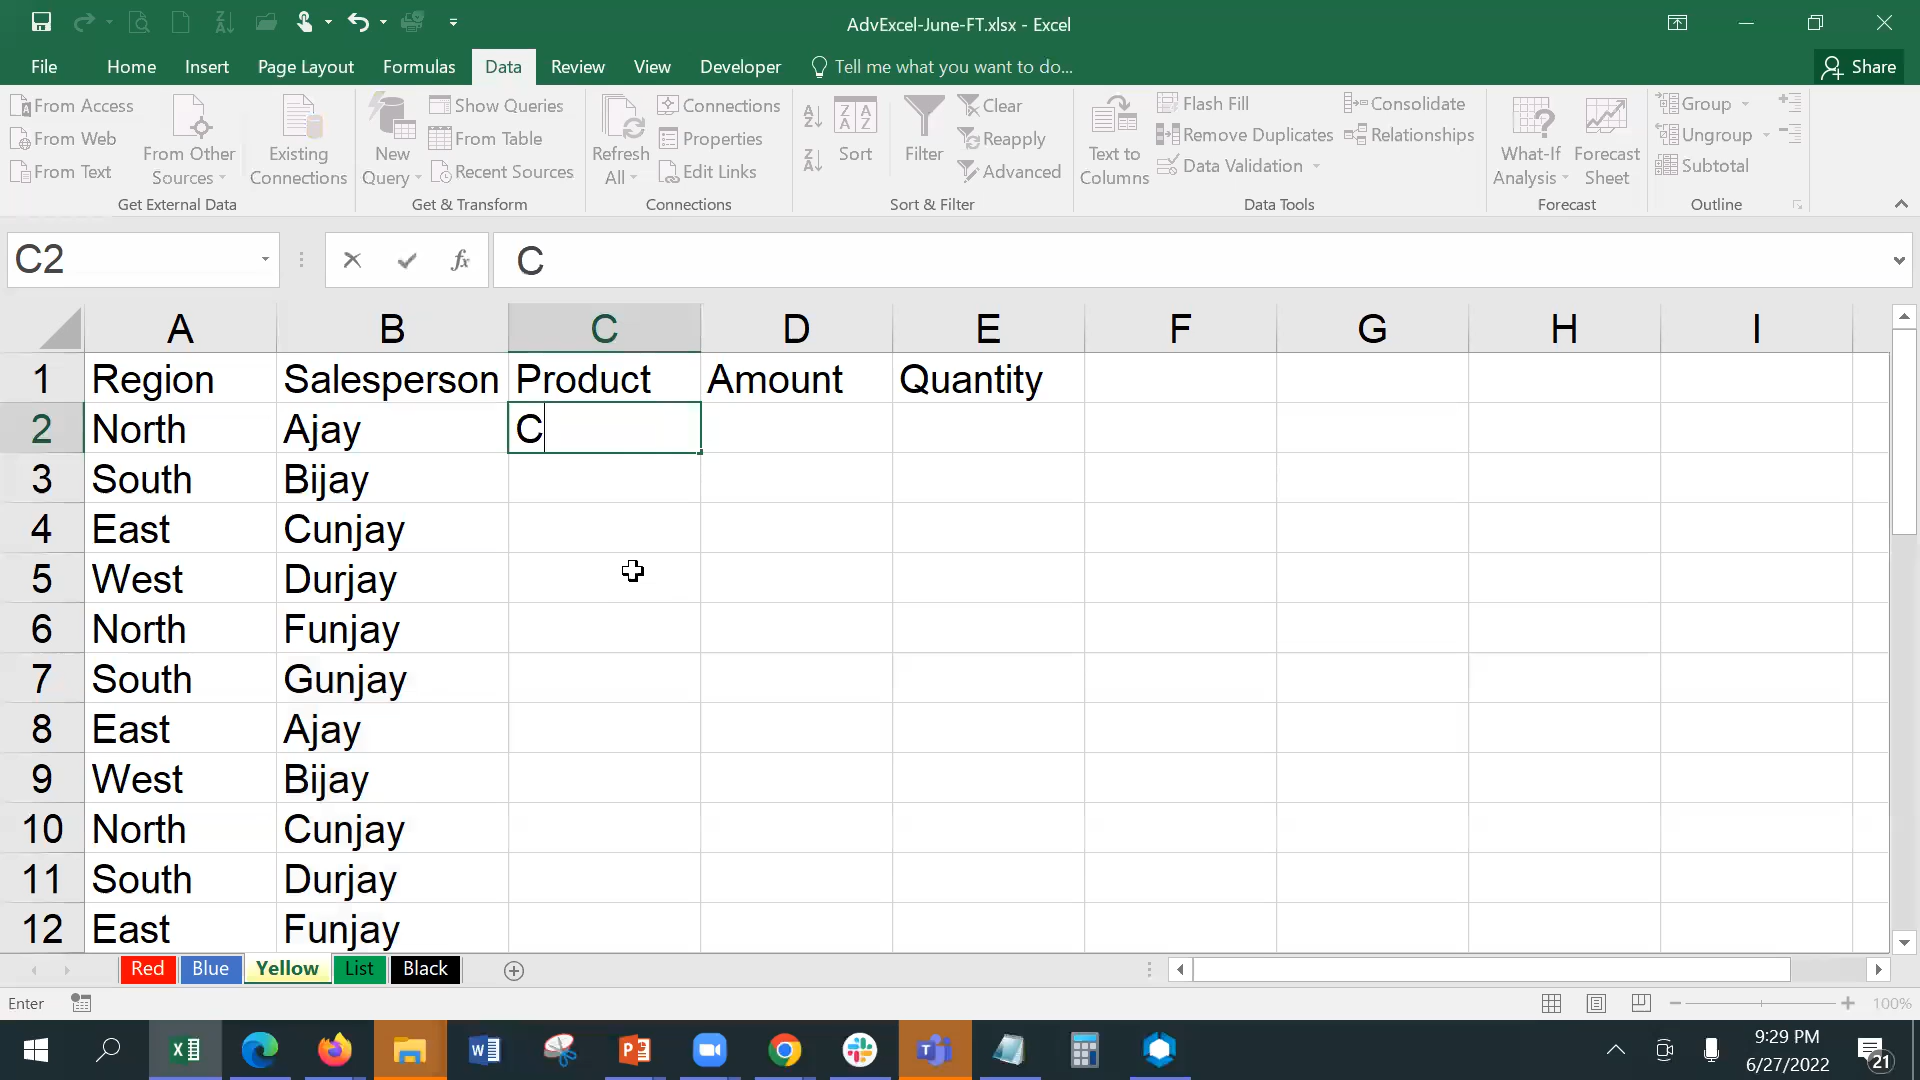 AdvExcel-June-FT.xlsx - Excel
File Home Insert Page Layout Formulas Data Review View Developer Tell me what you want to do... Share
From Access
From Web
From Text
From Other Sources
Existing Connections
Get External Data
New Query
Show Queries
From Table
Recent Sources
Get & Transform
Refresh All
Connections
Properties
Edit Links
Connections
Sort
Filter
Clear
Reapply
Advanced
Sort & Filter
Text to Columns
Flash Fill
Remove Duplicates
Data Validation
Consolidate
Relationships
Data Tools
What-If Analysis
Forecast Sheet
Forecast
Group
Ungroup
Subtotal
Outline
C2 fx C
A B C D E F G H I
1 Region Salesperson Product Amount Quantity
2 North Ajay C
3 South Bijay
4 East Cunjay
5 West Durjay
6 North Funjay
7 South Gunjay
8 East Ajay
9 West Bijay
10 North Cunjay
11 South Durjay
12 East Funjay
Red Blue Yellow List Black
Enter 100%
9:29 PM
6/27/2022
21